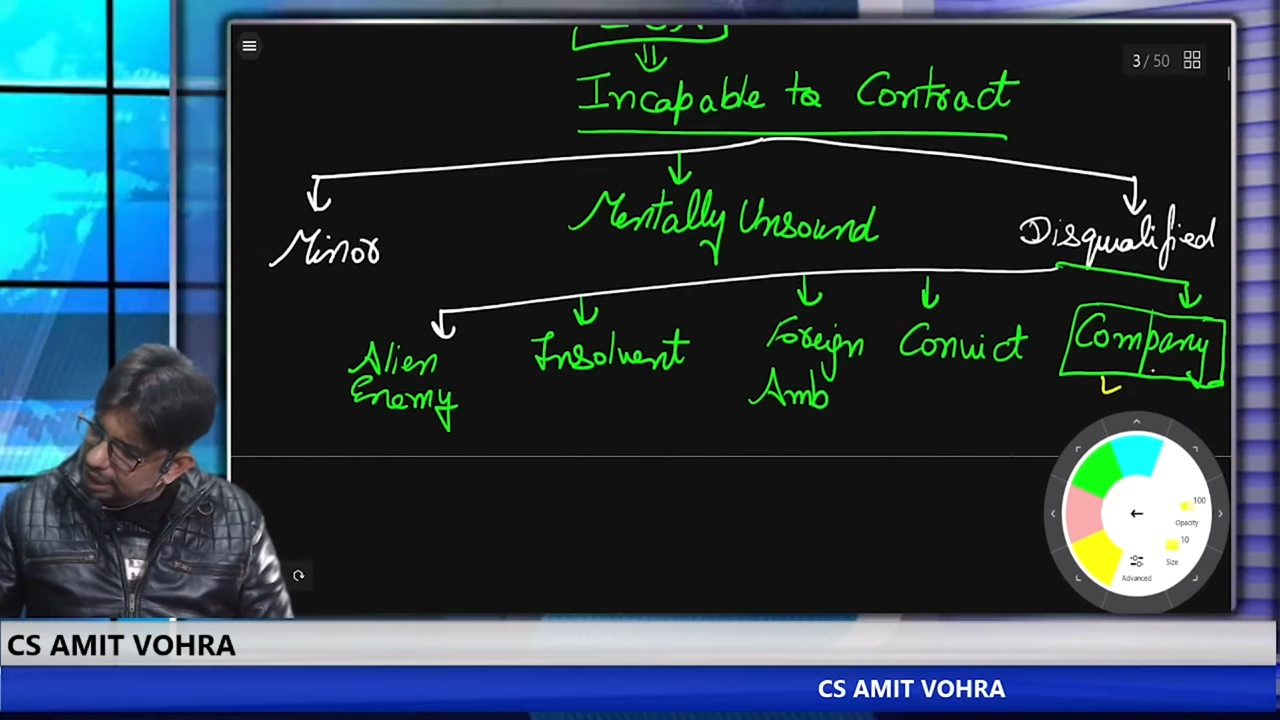 3 / 50
Incapable to Contract
Minor
Mentally Unsound
Disqualified
Alien
Enemy
Insolvent
Foreign
Amb
Convict
Company
100
Opacity
10
Size
Advanced
CS AMIT VOHRA
CS AMIT VOHRA